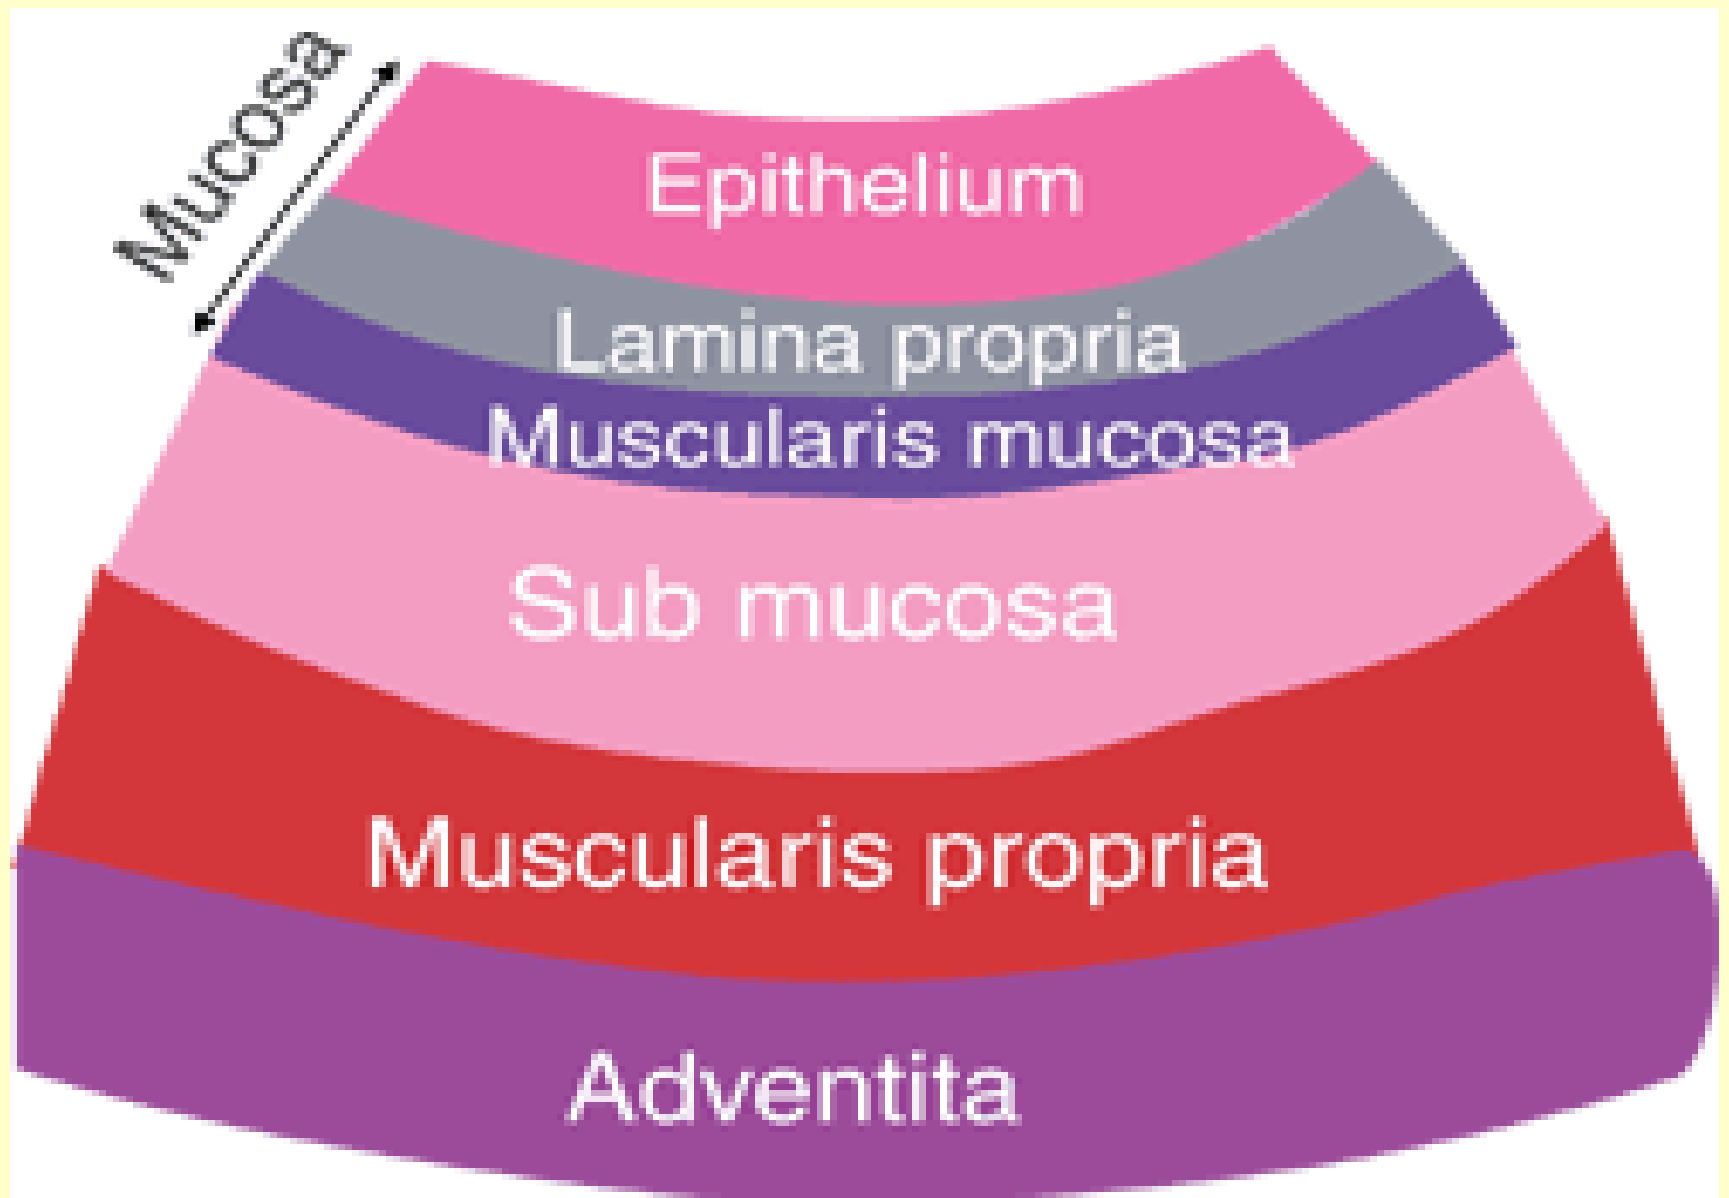 Mucosa
Epithelium
Lamina propria
Muscularis mucosa
Sub mucosa
Muscularis propria
Adventita